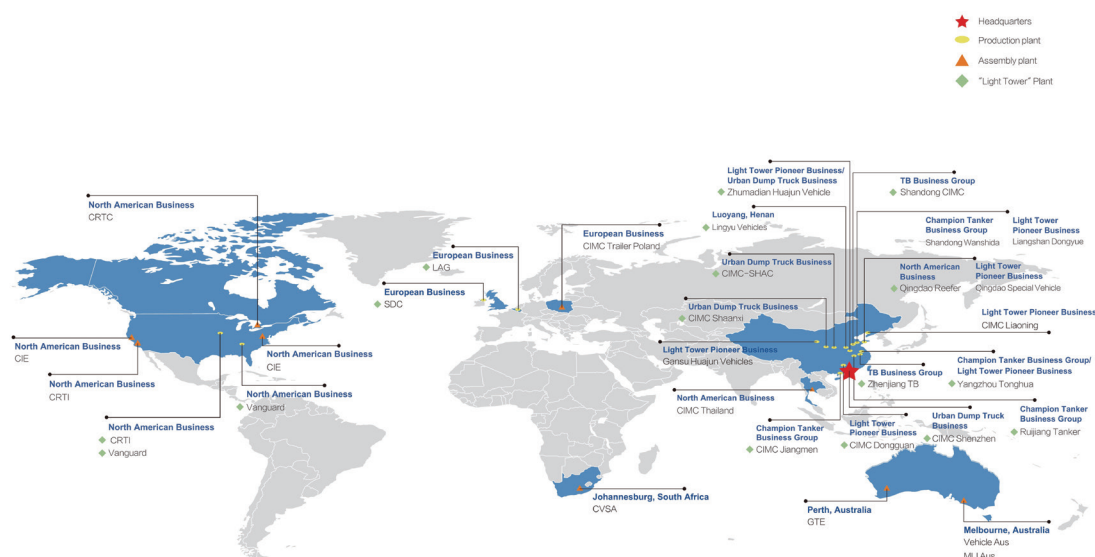 Headquarters
Production plant
Assembly plant
"Light Tower" Plant
Light Tower Pioneer Business/
Urban Dump Truck Business
Zhumadian Huajun Vehicle
TB Business Group
Shandong CIMC
North American Business
CRTC
Luoyang, Henan
Lingyu Vehicles
Champion Tanker
Business Group
Shandong Wanshida
Light Tower
Pioneer Business
Liangshan Dongyue
European Business
CIMC Trailer Poland
European Business
LAG
Urban Dump Truck Business
CIMC-SHAC
North American
Business
Qingdao Reefer
Light Tower
Pioneer Business
Qingdao Special Vehicle
European Business
SDC
Urban Dump Truck Business
CIMC Shaanxi
Light Tower Pioneer Business
CIMC Liaoning
North American Business
CIE
North American Business
CIE
Light Tower Pioneer Business
Gansu Huajun Vehicles
Champion Tanker Business Group/
Light Tower Pioneer Business
Yangzhou Tonghua
TB Business Group
Zhenjiang TB
North American Business
CRTI
North American Business
Vanguard
North American Business
CIMC Thailand
North American Business
CRTI
Vanguard
Champion Tanker
Business Group
CIMC Jiangmen
Light Tower
Pioneer Business
CIMC Dongguan
Urban Dump Truck
Business
CIMC Shenzhen
Champion Tanker
Business Group
Ruijiang Tanker
Johannesburg, South Africa
CVSA
Perth, Australia
GTE
Melbourne, Australia
Vehicle Aus